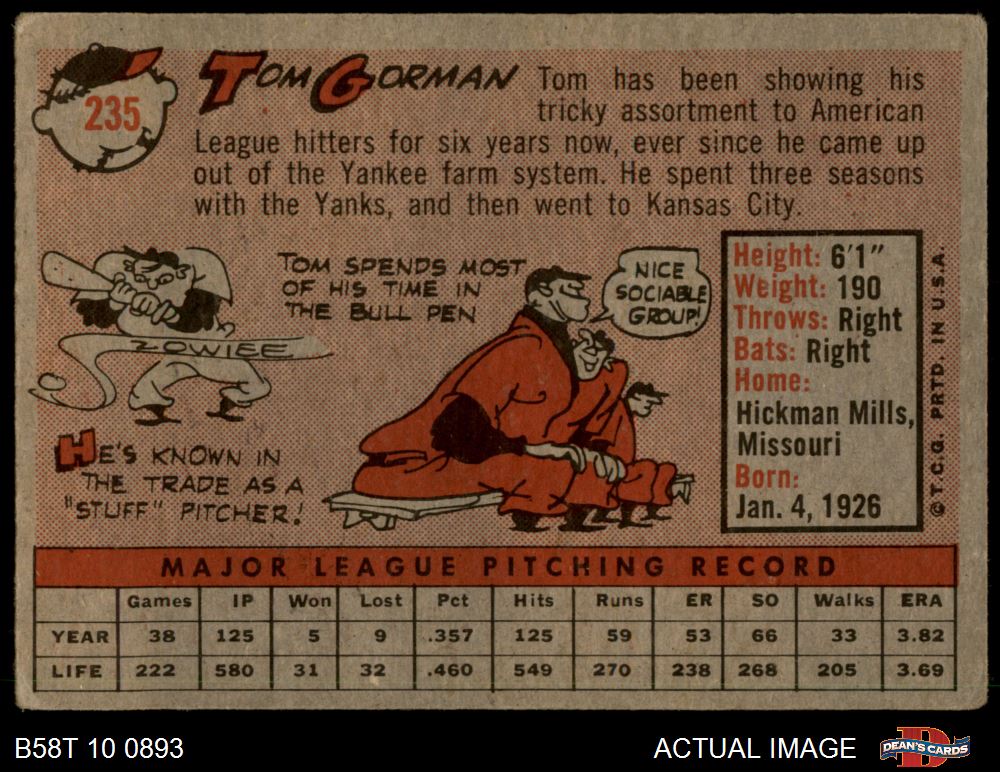 235
TOM GORMAN
Tom has been showing his
tricky assortment to American
League hitters for six years now, ever since he came up
out of the Yankee farm system. He spent three seasons
with the Yanks, and then went to Kansas City.
TOM SPENDS MOST
OF HIS TIME IN
THE BULL PEN
NICE
SOCIABLE
GROUP!
ZOWIEE
HE'S KNOWN IN
THE TRADE AS A
"STUFF" PITCHER!
Height: 6'1"
Weight: 190
Throws: Right
Bats: Right
Home:
Hickman Mills,
Missouri
Born:
Jan. 4, 1926
© T.C.G. PRTD. IN U.S.A.
MAJOR LEAGUE PITCHING RECORD
Games IP Won Lost Pct Hits Runs ER SO Walks ERA
YEAR 38 125 5 9 .357 125 59 53 66 33 3.82
LIFE 222 580 31 32 .460 549 270 238 268 205 3.69
B58T 10 0893
ACTUAL IMAGE
D
DEAN'S CARDS